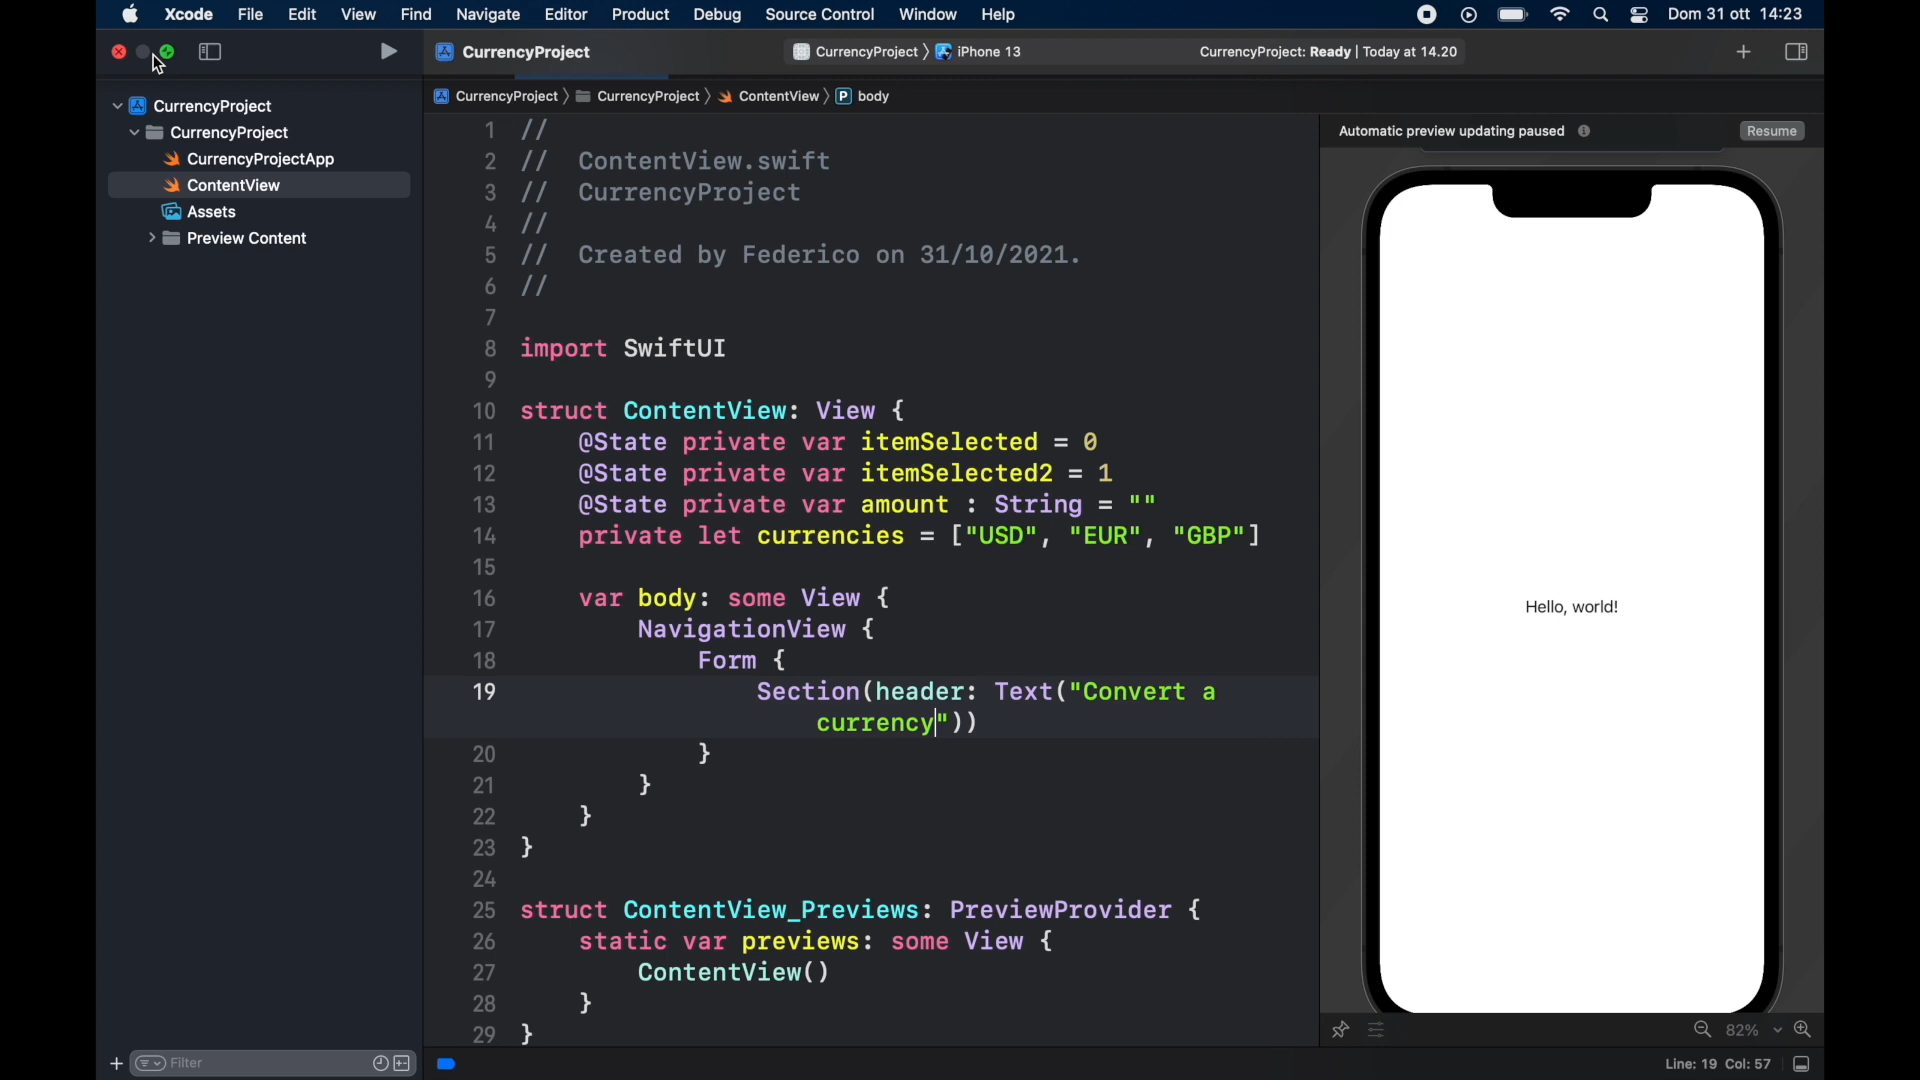 Xcode File Edit View Find Navigate Editor Product Debug Source Control Window Help Dom 31 ott 14:23
CurrencyProject CurrencyProject iPhone 13 CurrencyProject: Ready | Today at 14.20
CurrencyProject
CurrencyProject
CurrencyProjectApp
ContentView
Assets
Preview Content
Filter
CurrencyProject CurrencyProject ContentView P body
1 //
2 //  ContentView.swift
3 //  CurrencyProject
4 //
5 //  Created by Federico on 31/10/2021.
6 //
7
8 import SwiftUI
9
10 struct ContentView: View {
11     @State private var itemSelected = 0
12     @State private var itemSelected2 = 1
13     @State private var amount : String = ""
14     private let currencies = ["USD", "EUR", "GBP"]
15
16     var body: some View {
17         NavigationView {
18             Form {
19                 Section(header: Text("Convert a
currency"))
20             }
21         }
22     }
23 }
24
25 struct ContentView_Previews: PreviewProvider {
26     static var previews: some View {
27         ContentView()
28     }
29 }
Automatic preview updating paused Resume
Hello, world!
82%
Line: 19 Col: 57